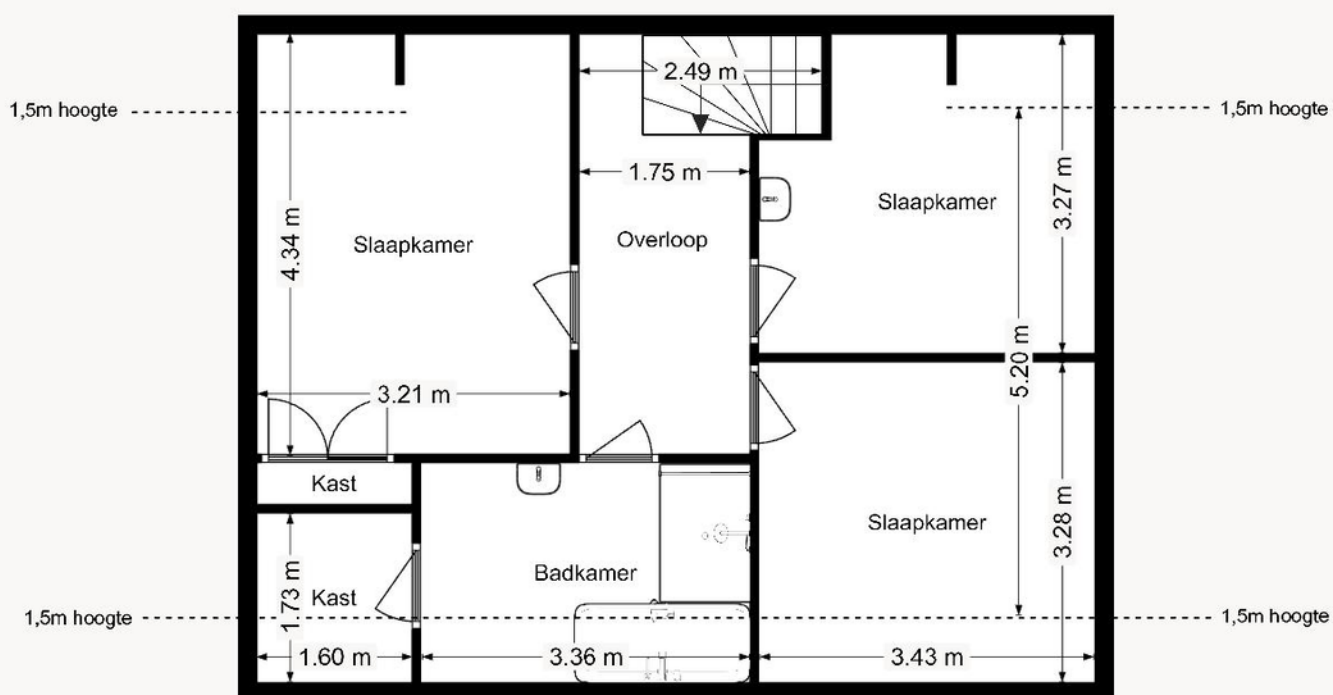 2.49 m
1,5m hoogte
1,5m hoogte
1.75 m
3.27 m
Slaapkamer
4.34 m
Slaapkamer
Overloop
5.20 m
3.21 m
Kast
Slaapkamer
3.28 m
Badkamer
Kast
1.73 m
1,5m hoogte
1,5m hoogte
1.60 m
3.36 m
3.43 m